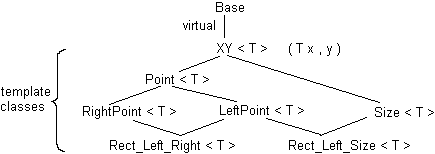 Base
virtual
XY < T > ( T x , y )
Point < T >
template
classes
RightPoint < T > LeftPoint < T > Size < T >
Rect_Left_Right < T > Rect_Left_Size < T >